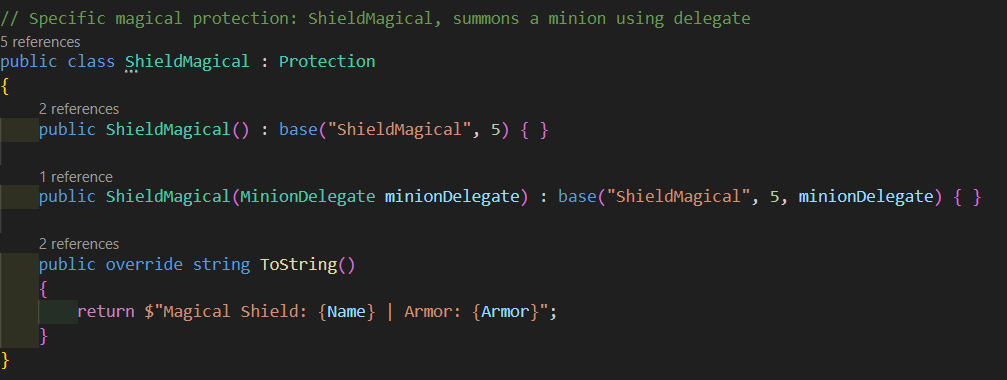 // Specific magical protection: ShieldMagical, summons a minion using delegate
5 references
public class ShieldMagical : Protection
{
2 references
public ShieldMagical() : base("ShieldMagical", 5) { }
1 reference
public ShieldMagical(MinionDelegate minionDelegate) : base("ShieldMagical", 5, minionDelegate) { }
2 references
public override string ToString()
{
return $"Magical Shield: {Name} | Armor: {Armor}";
}
}